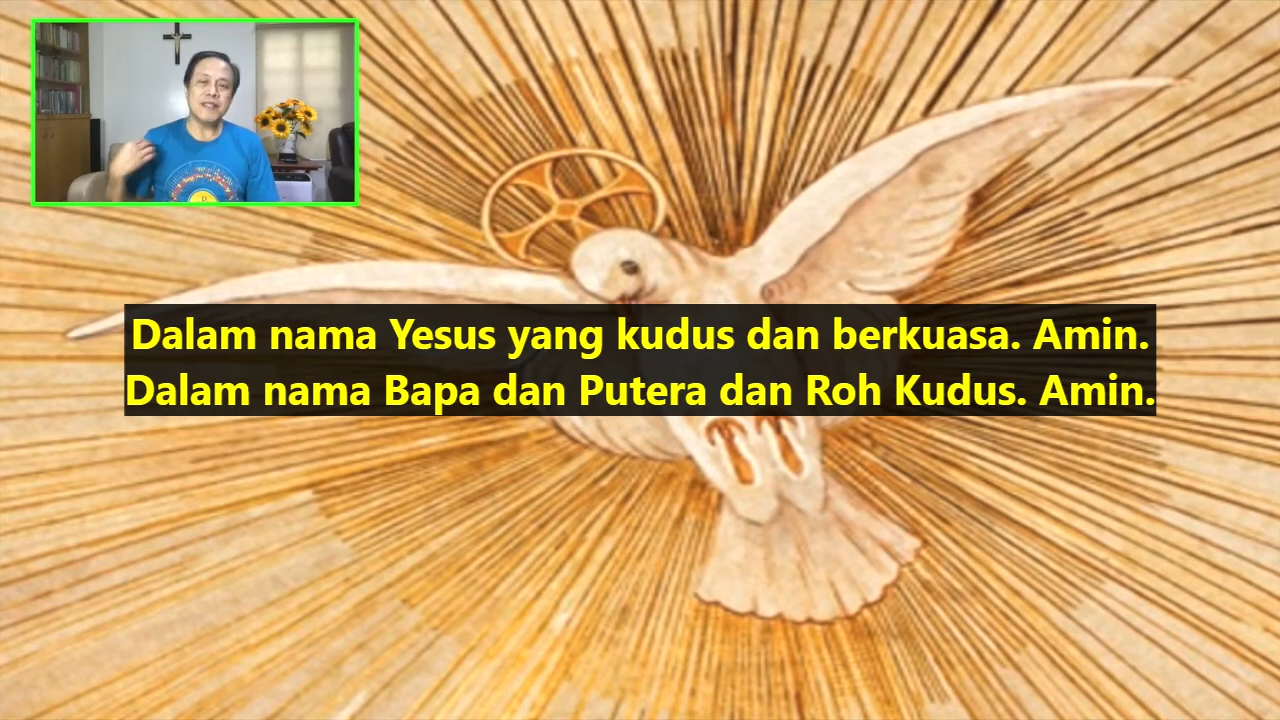 Dalam nama Yesus yang kudus dan berkuasa. Amin.
Dalam nama Bapa dan Putera dan Roh Kudus. Amin.